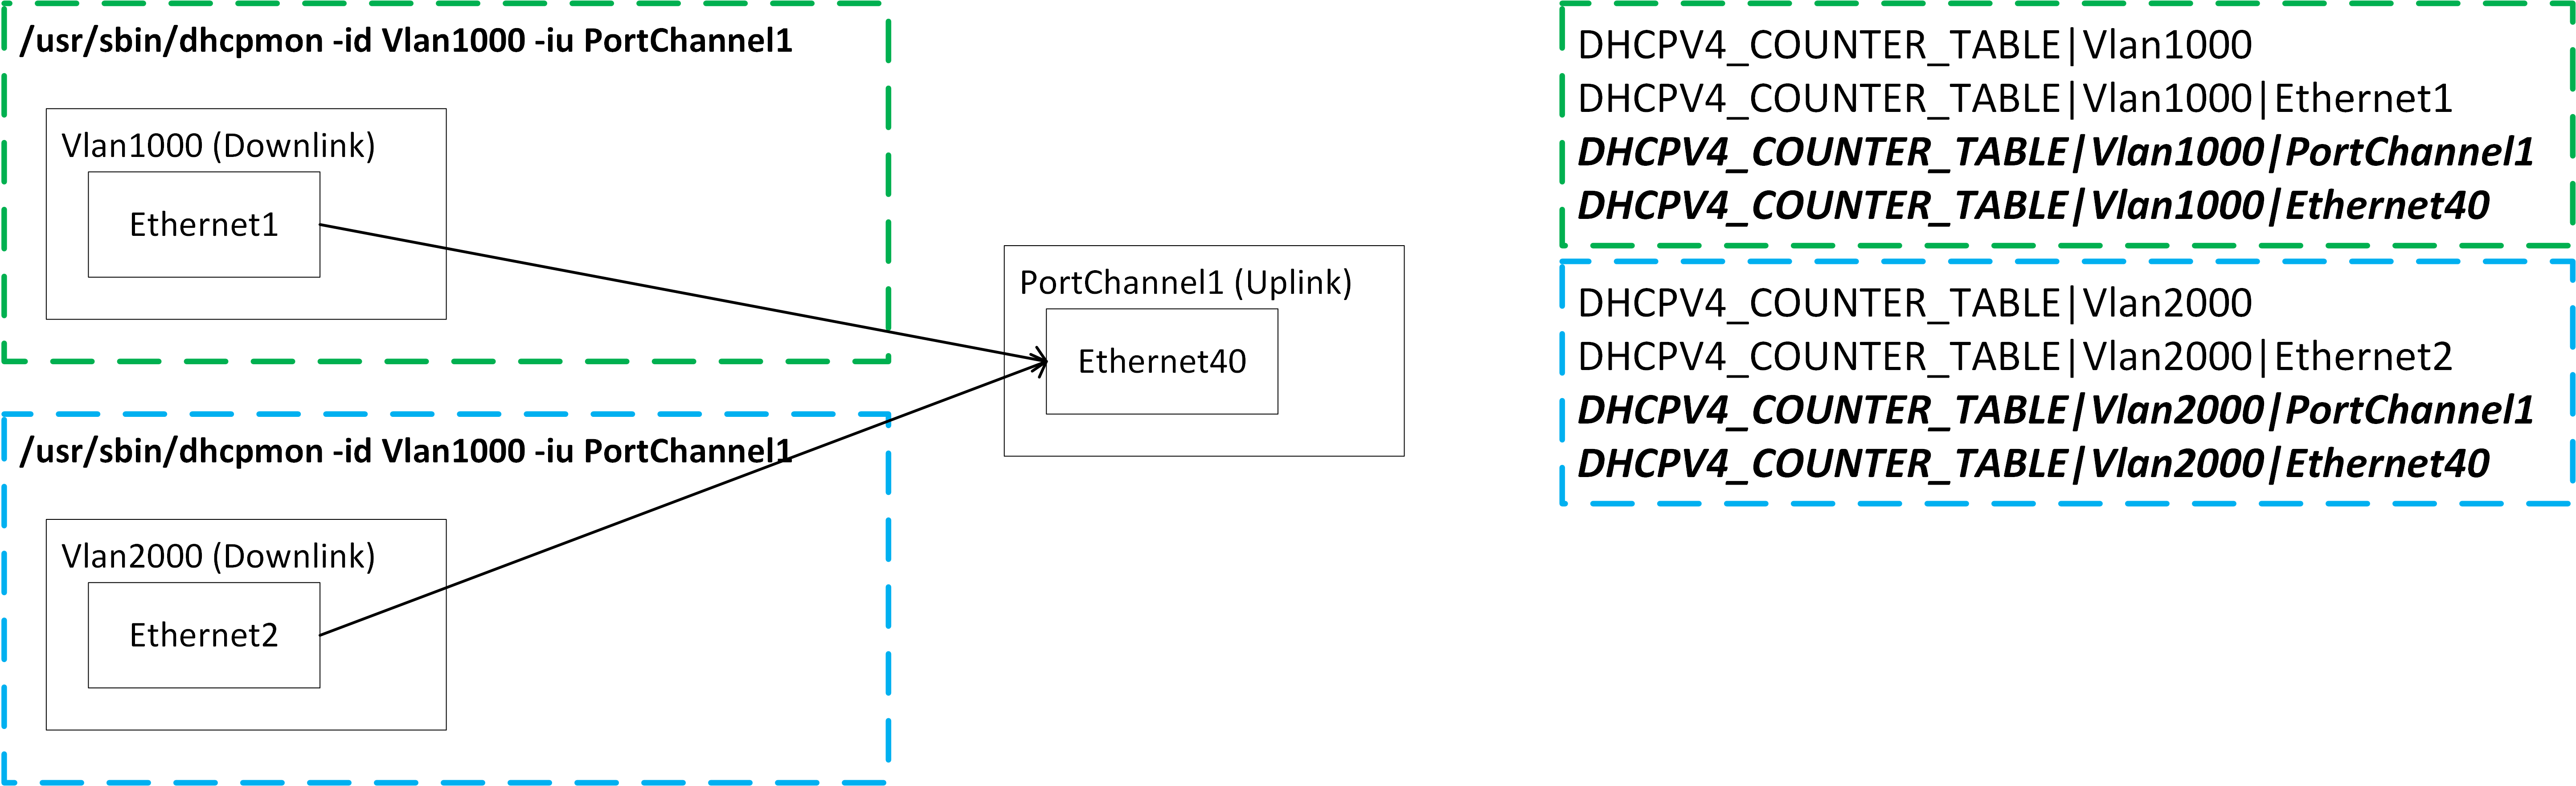 /usr/sbin/dhcpmon -id Vlan1000 -iu PortChannel1
Vlan1000 (Downlink)
Ethernet1
/usr/sbin/dhcpmon -id Vlan1000 -iu PortChannel1
Vlan2000 (Downlink)
Ethernet2
PortChannel1 (Uplink)
Ethernet40
DHCPV4_COUNTER_TABLE|Vlan1000
DHCPV4_COUNTER_TABLE|Vlan1000|Ethernet1
DHCPV4_COUNTER_TABLE|Vlan1000|PortChannel1
DHCPV4_COUNTER_TABLE|Vlan1000|Ethernet40
DHCPV4_COUNTER_TABLE|Vlan2000
DHCPV4_COUNTER_TABLE|Vlan2000|Ethernet2
DHCPV4_COUNTER_TABLE|Vlan2000|PortChannel1
DHCPV4_COUNTER_TABLE|Vlan2000|Ethernet40